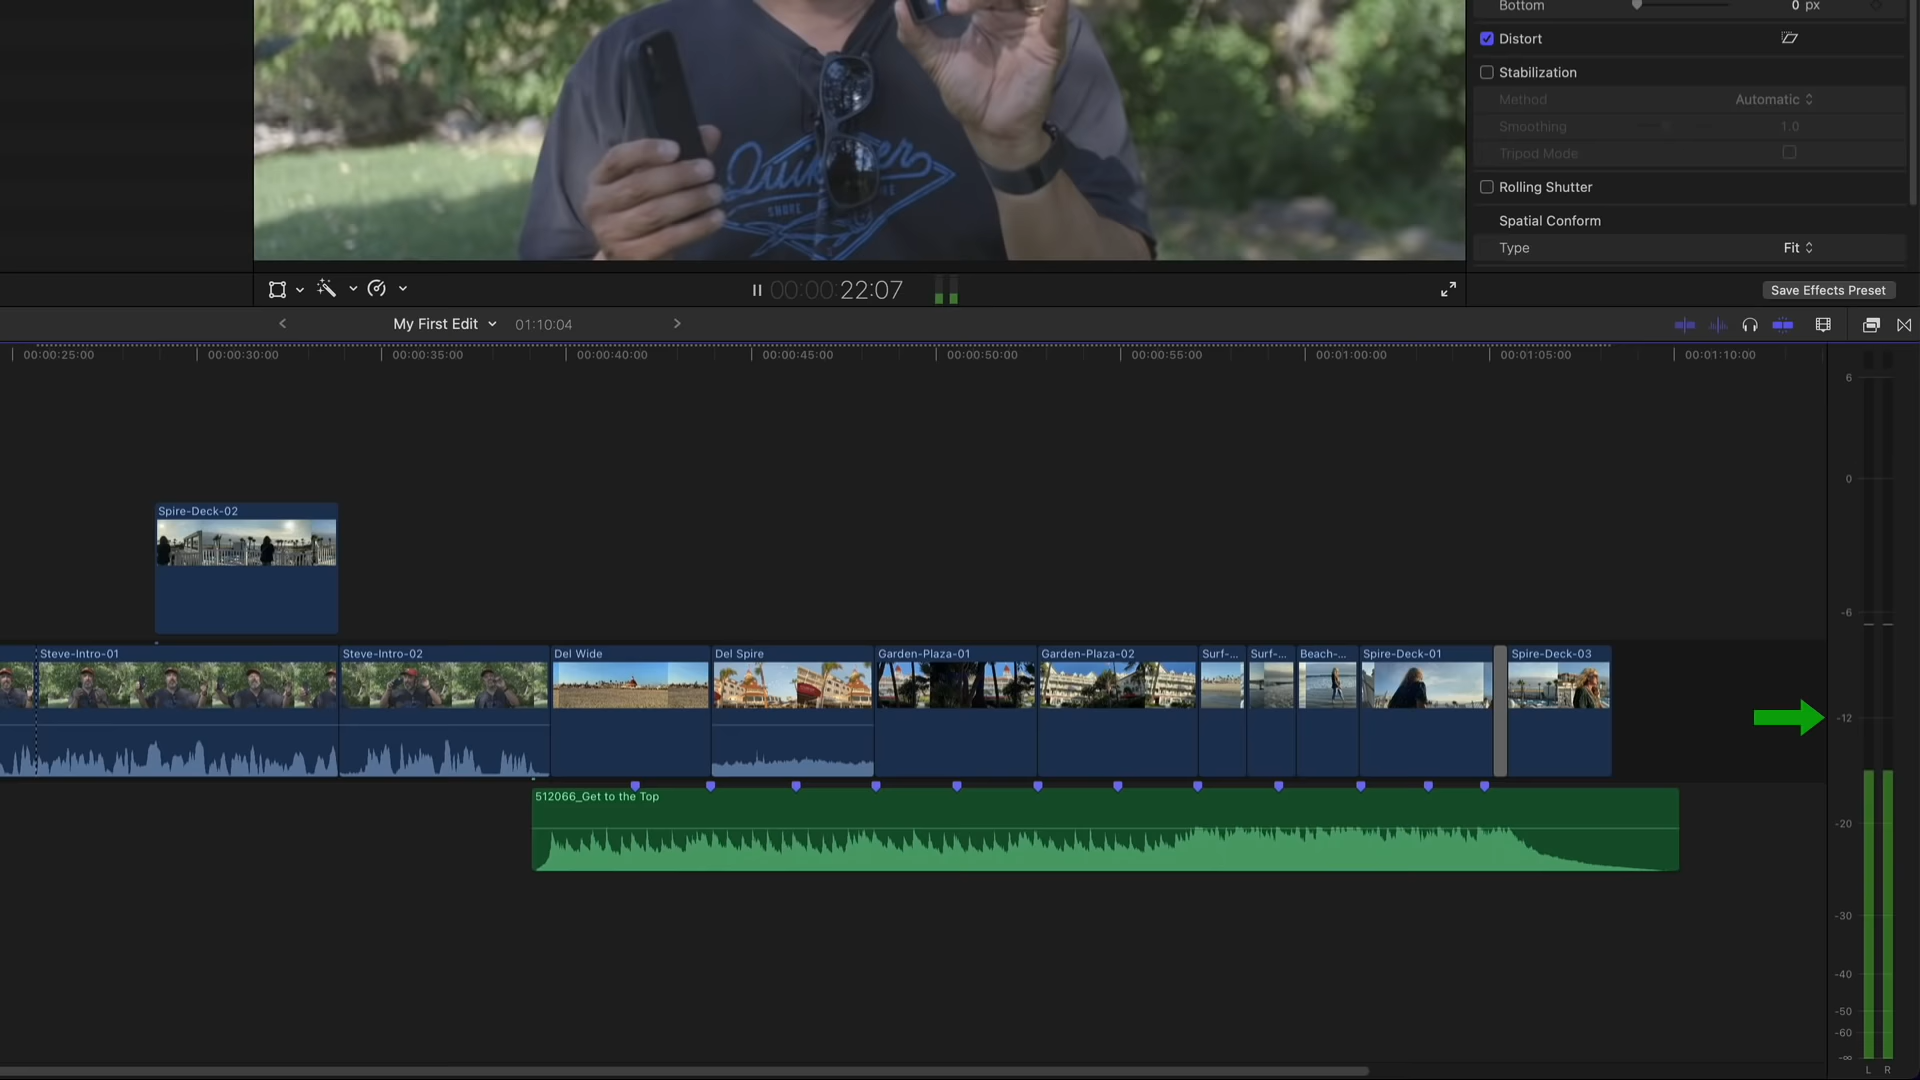 Bottom
0 px
Distort
Stabilization
Method
Automatic
Smoothing
1.0
Tripod Mode
Rolling Shutter
Spatial Conform
Type
Fit
Quiksilver
SHORE
00:00:22:07
Save Effects Preset
My First Edit
01:10:04
00:00:25:00
00:00:30:00
00:00:35:00
00:00:40:00
00:00:45:00
00:00:50:00
00:00:55:00
00:01:00:00
00:01:05:00
00:01:10:00
6
0
-6
-12
-20
-30
-40
-50
-60
-∞
L R
Spire-Deck-02
Steve-Intro-01
Steve-Intro-02
Del Wide
Del Spire
Garden-Plaza-01
Garden-Plaza-02
Surf-...
Surf-...
Beach-...
Spire-Deck-01
Spire-Deck-03
512066_Get to the Top